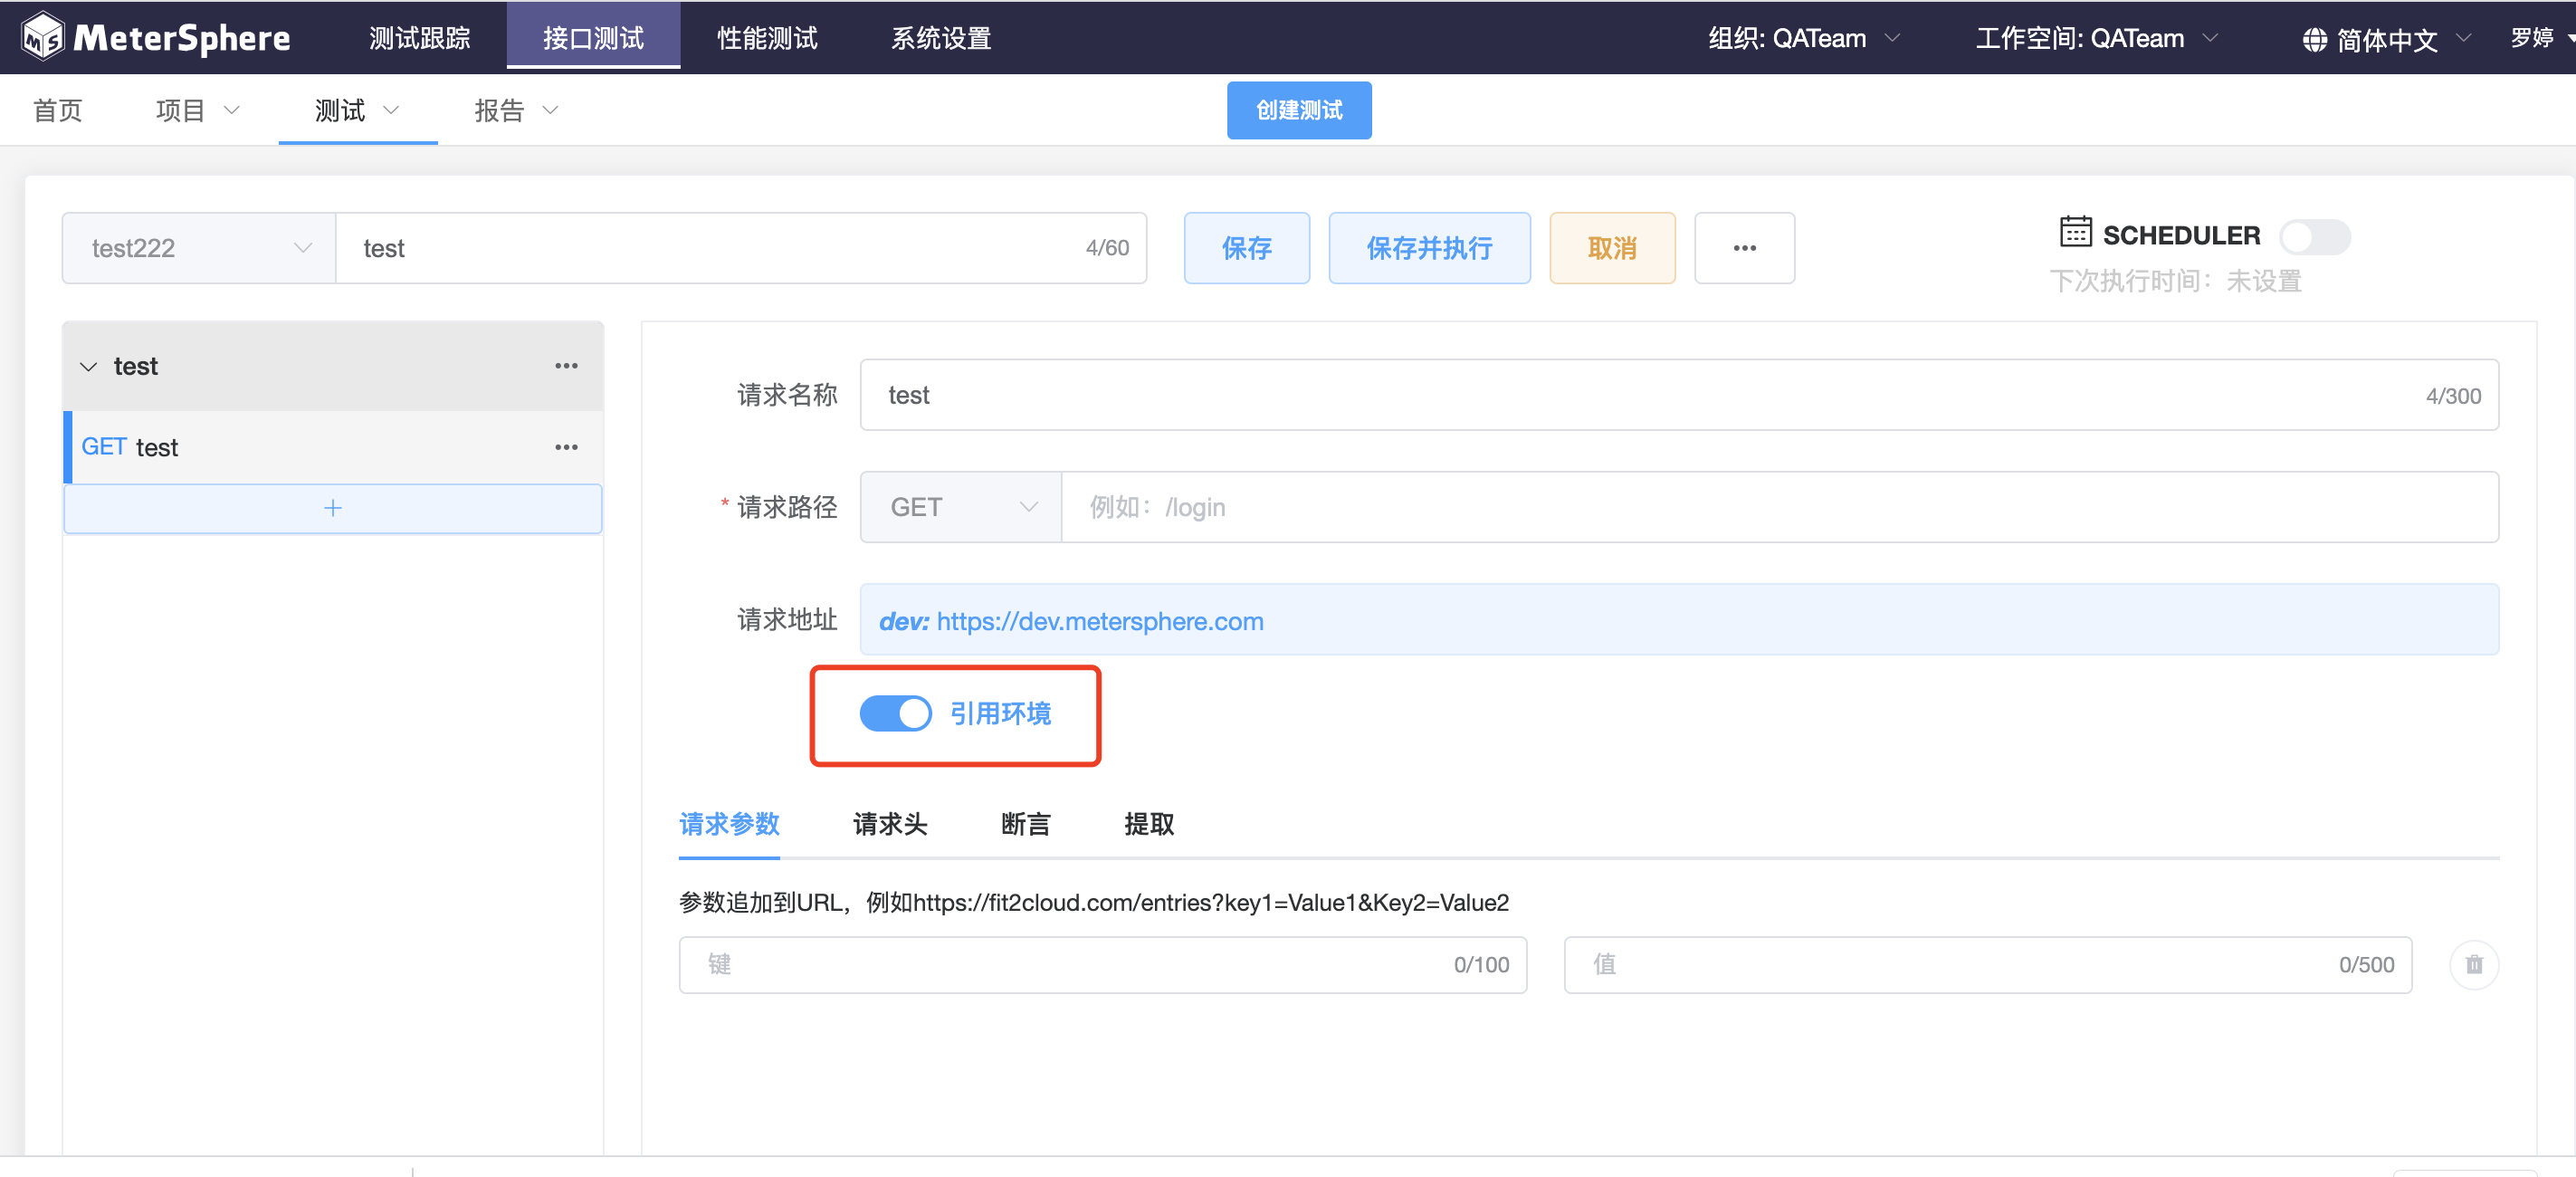 MeterSphere 测试跟踪 接口测试 性能测试 系统设置 组织: QATeam 工作空间: QATeam 简体中文 罗婷
首页 项目 测试 报告 创建测试
test222 test 4/60 保存 保存并执行 取消 ••• SCHEDULER
下次执行时间：未设置
test •••
GET test •••
+
请求名称 test 4/300
* 请求路径 GET 例如：/login
请求地址 dev: https://dev.metersphere.com
引用环境
请求参数 请求头 断言 提取
参数追加到URL，例如https://fit2cloud.com/entries?key1=Value1&Key2=Value2
键 0/100 值 0/500